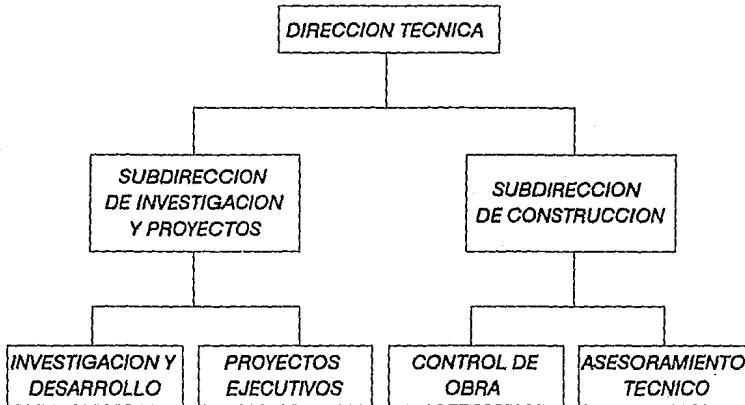 DIRECCION TECNICA
SUBDIRECCION
DE INVESTIGACION
Y PROYECTOS
SUBDIRECCION
DE CONSTRUCCION
INVESTIGACION Y
DESARROLLO
PROYECTOS
EJECUTIVOS
CONTROL DE
OBRA
ASESORAMIENTO
TECNICO